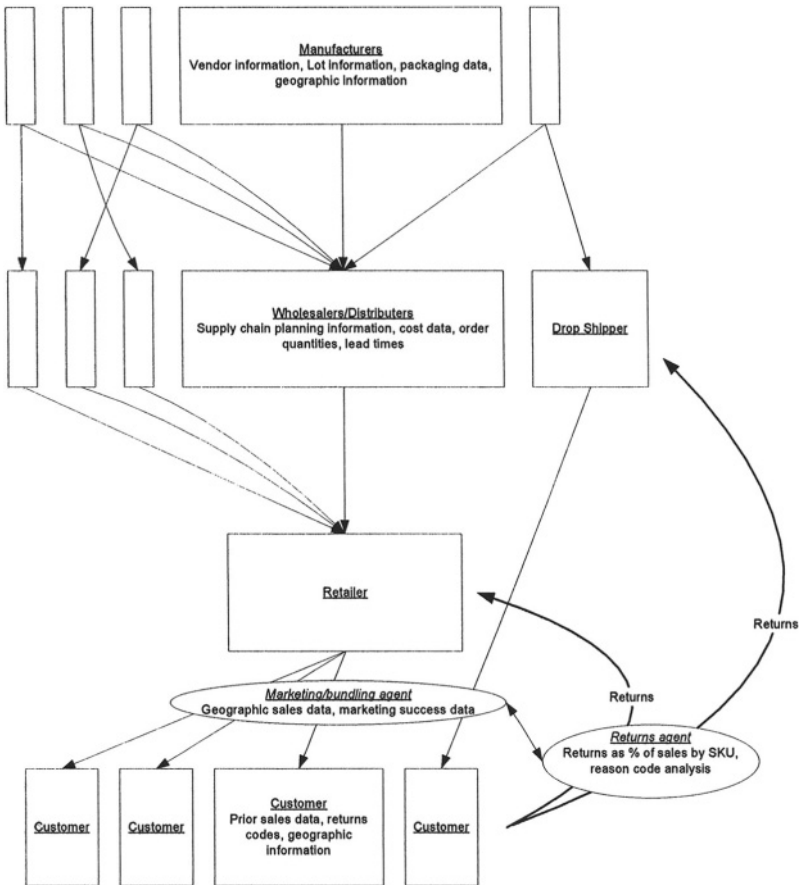 Manufacturers
Vendor information, Lot information, packaging data,
geographic information
Wholesalers/Distributers
Supply chain planning information, cost data, order
quantities, lead times
Drop Shipper
Retailer
Returns
Returns
Marketing/bundling agent
Geographic sales data, marketing success data
Returns agent
Returns as % of sales by SKU,
reason code analysis
Customer
Customer
Customer
Prior sales data, returns
codes, geographic
information
Customer